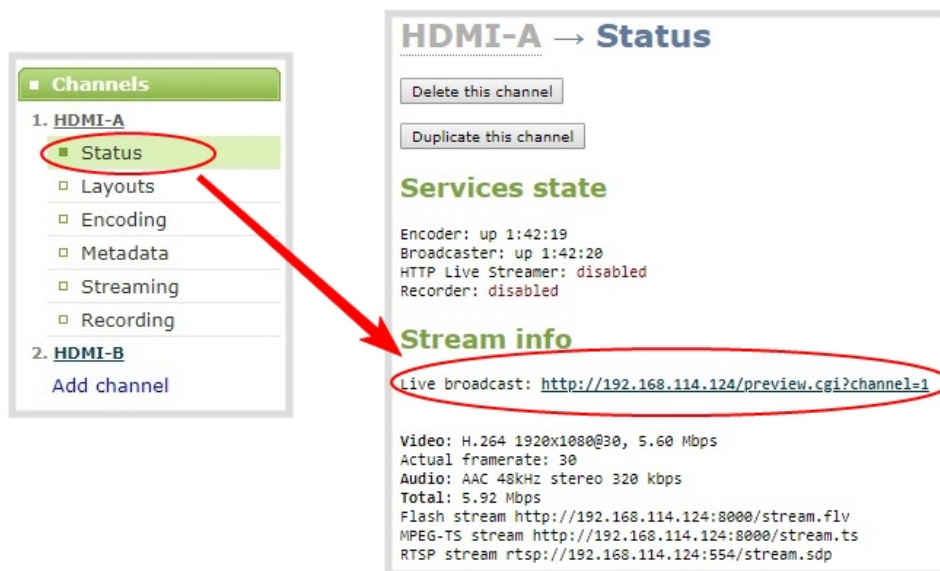 Channels
1. HDMI-A
Status
Layouts
Encoding
Metadata
Streaming
Recording
2. HDMI-B
Add channel
HDMI-A → Status
Delete this channel
Duplicate this channel
Services state
Encoder: up 1:42:19
Broadcaster: up 1:42:20
HTTP Live Streamer: disabled
Recorder: disabled
Stream info
Live broadcast: http://192.168.114.124/preview.cgi?channel=1
Video: H.264 1920x1080@30, 5.60 Mbps
Actual framerate: 30
Audio: AAC 48kHz stereo 320 kbps
Total: 5.92 Mbps
Flash stream http://192.168.114.124:8000/stream.flv
MPEG-TS stream http://192.168.114.124:8000/stream.ts
RTSP stream rtsp://192.168.114.124:554/stream.sdp